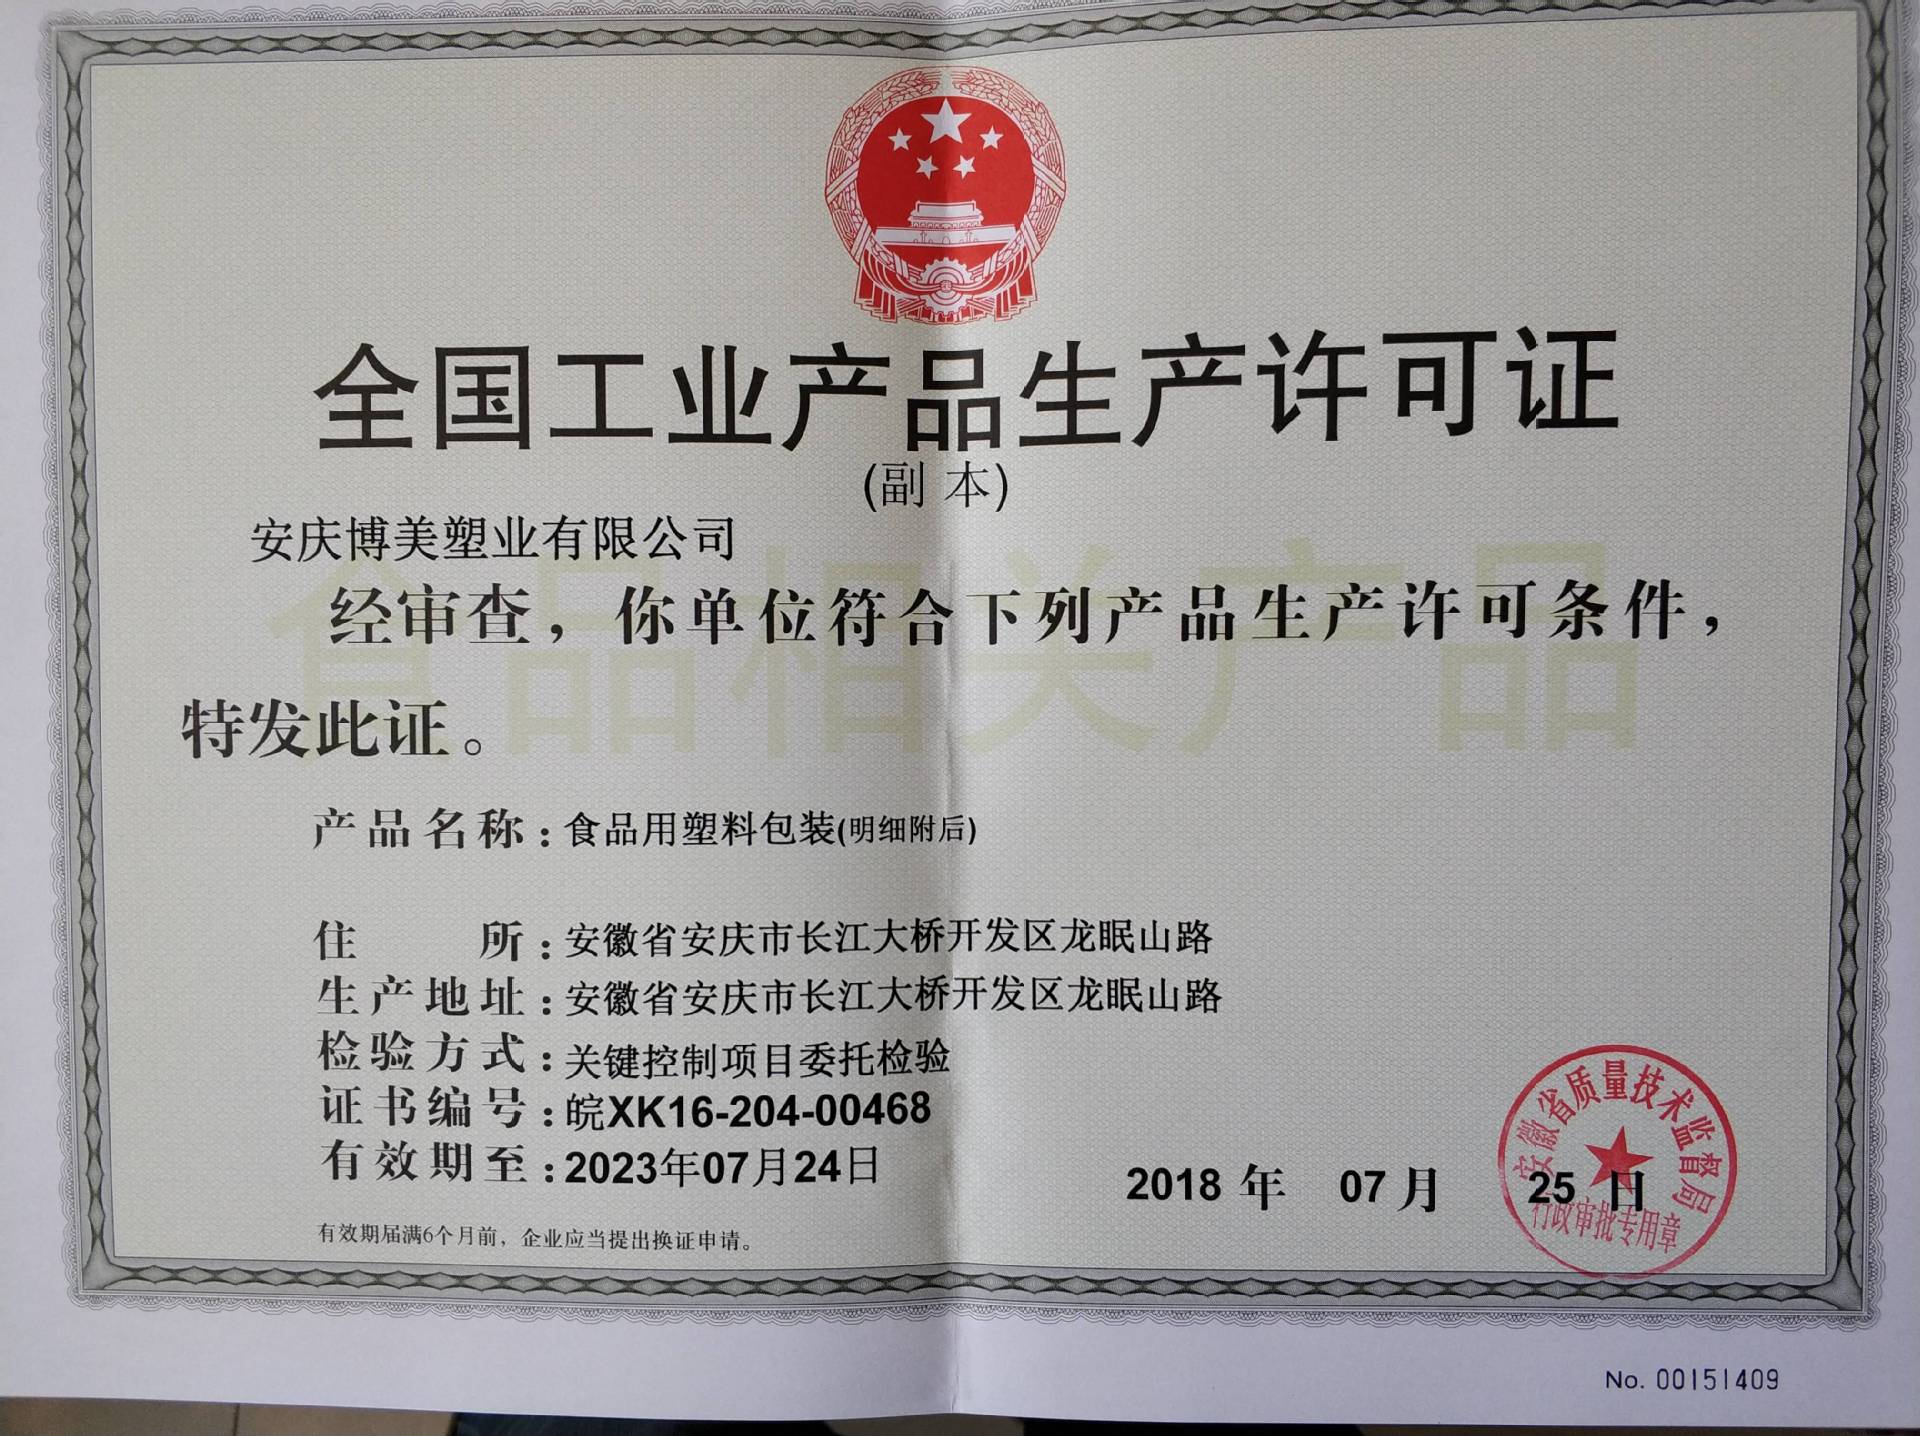 全国工业产品生产许可证
(副 本)
安庆博美塑业有限公司
食品相关产品
经审查，你单位符合下列产品生产许可条件，
特发此证。
产品名称：食品用塑料包装(明细附后)
住 所：安徽省安庆市长江大桥开发区龙眠山路
生产地址：安徽省安庆市长江大桥开发区龙眠山路
检验方式：关键控制项目委托检验
证书编号：皖XK16-204-00468
有效期至：2023年07月24日
2018 年 07 月 25 日
安徽省质量技术监督局
行政审批专用章
有效期届满6个月前，企业应当提出换证申请。
No. 00151409